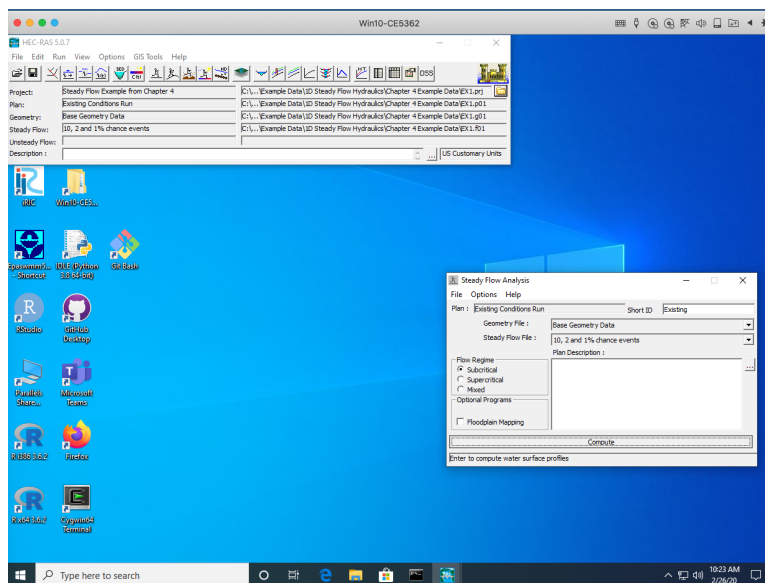 Win10-CE5362
HEC-RAS 5.0.7
File Edit Run View Options GIS Tools Help
DSS
Project: Steady Flow Example from Chapter 4 C:\,...\Example Data\1D Steady Flow Hydraulics\Chapter 4 Example Data\EX1.prj
Plan: Existing Conditions Run C:\,...\Example Data\1D Steady Flow Hydraulics\Chapter 4 Example Data\EX1.p01
Geometry: Base Geometry Data C:\,...\Example Data\1D Steady Flow Hydraulics\Chapter 4 Example Data\EX1.g01
Steady Flow: 10, 2 and 1% chance events C:\,...\Example Data\1D Steady Flow Hydraulics\Chapter 4 Example Data\EX1.f01
Unsteady Flow:
Description : ... US Customary Units
iRIC
Win10-CE5...
- Shortcut
IDLE (Python 3.8 64-bit)
Git Bash
RStudio
GitHub Desktop
Parallels Share...
Microsoft Teams
R i386 3.6.2
Firefox
R x64 3.6.2
Cygwin64 Terminal
Steady Flow Analysis
File Options Help
Plan : Existing Conditions Run Short ID Existing
Geometry File : Base Geometry Data
Steady Flow File : 10, 2 and 1% chance events
Plan Description :
Flow Regime
Subcritical
Supercritical
Mixed
Optional Programs
Floodplain Mapping
...
Compute
Enter to compute water surface profiles
Type here to search
10:23 AM
2/26/20